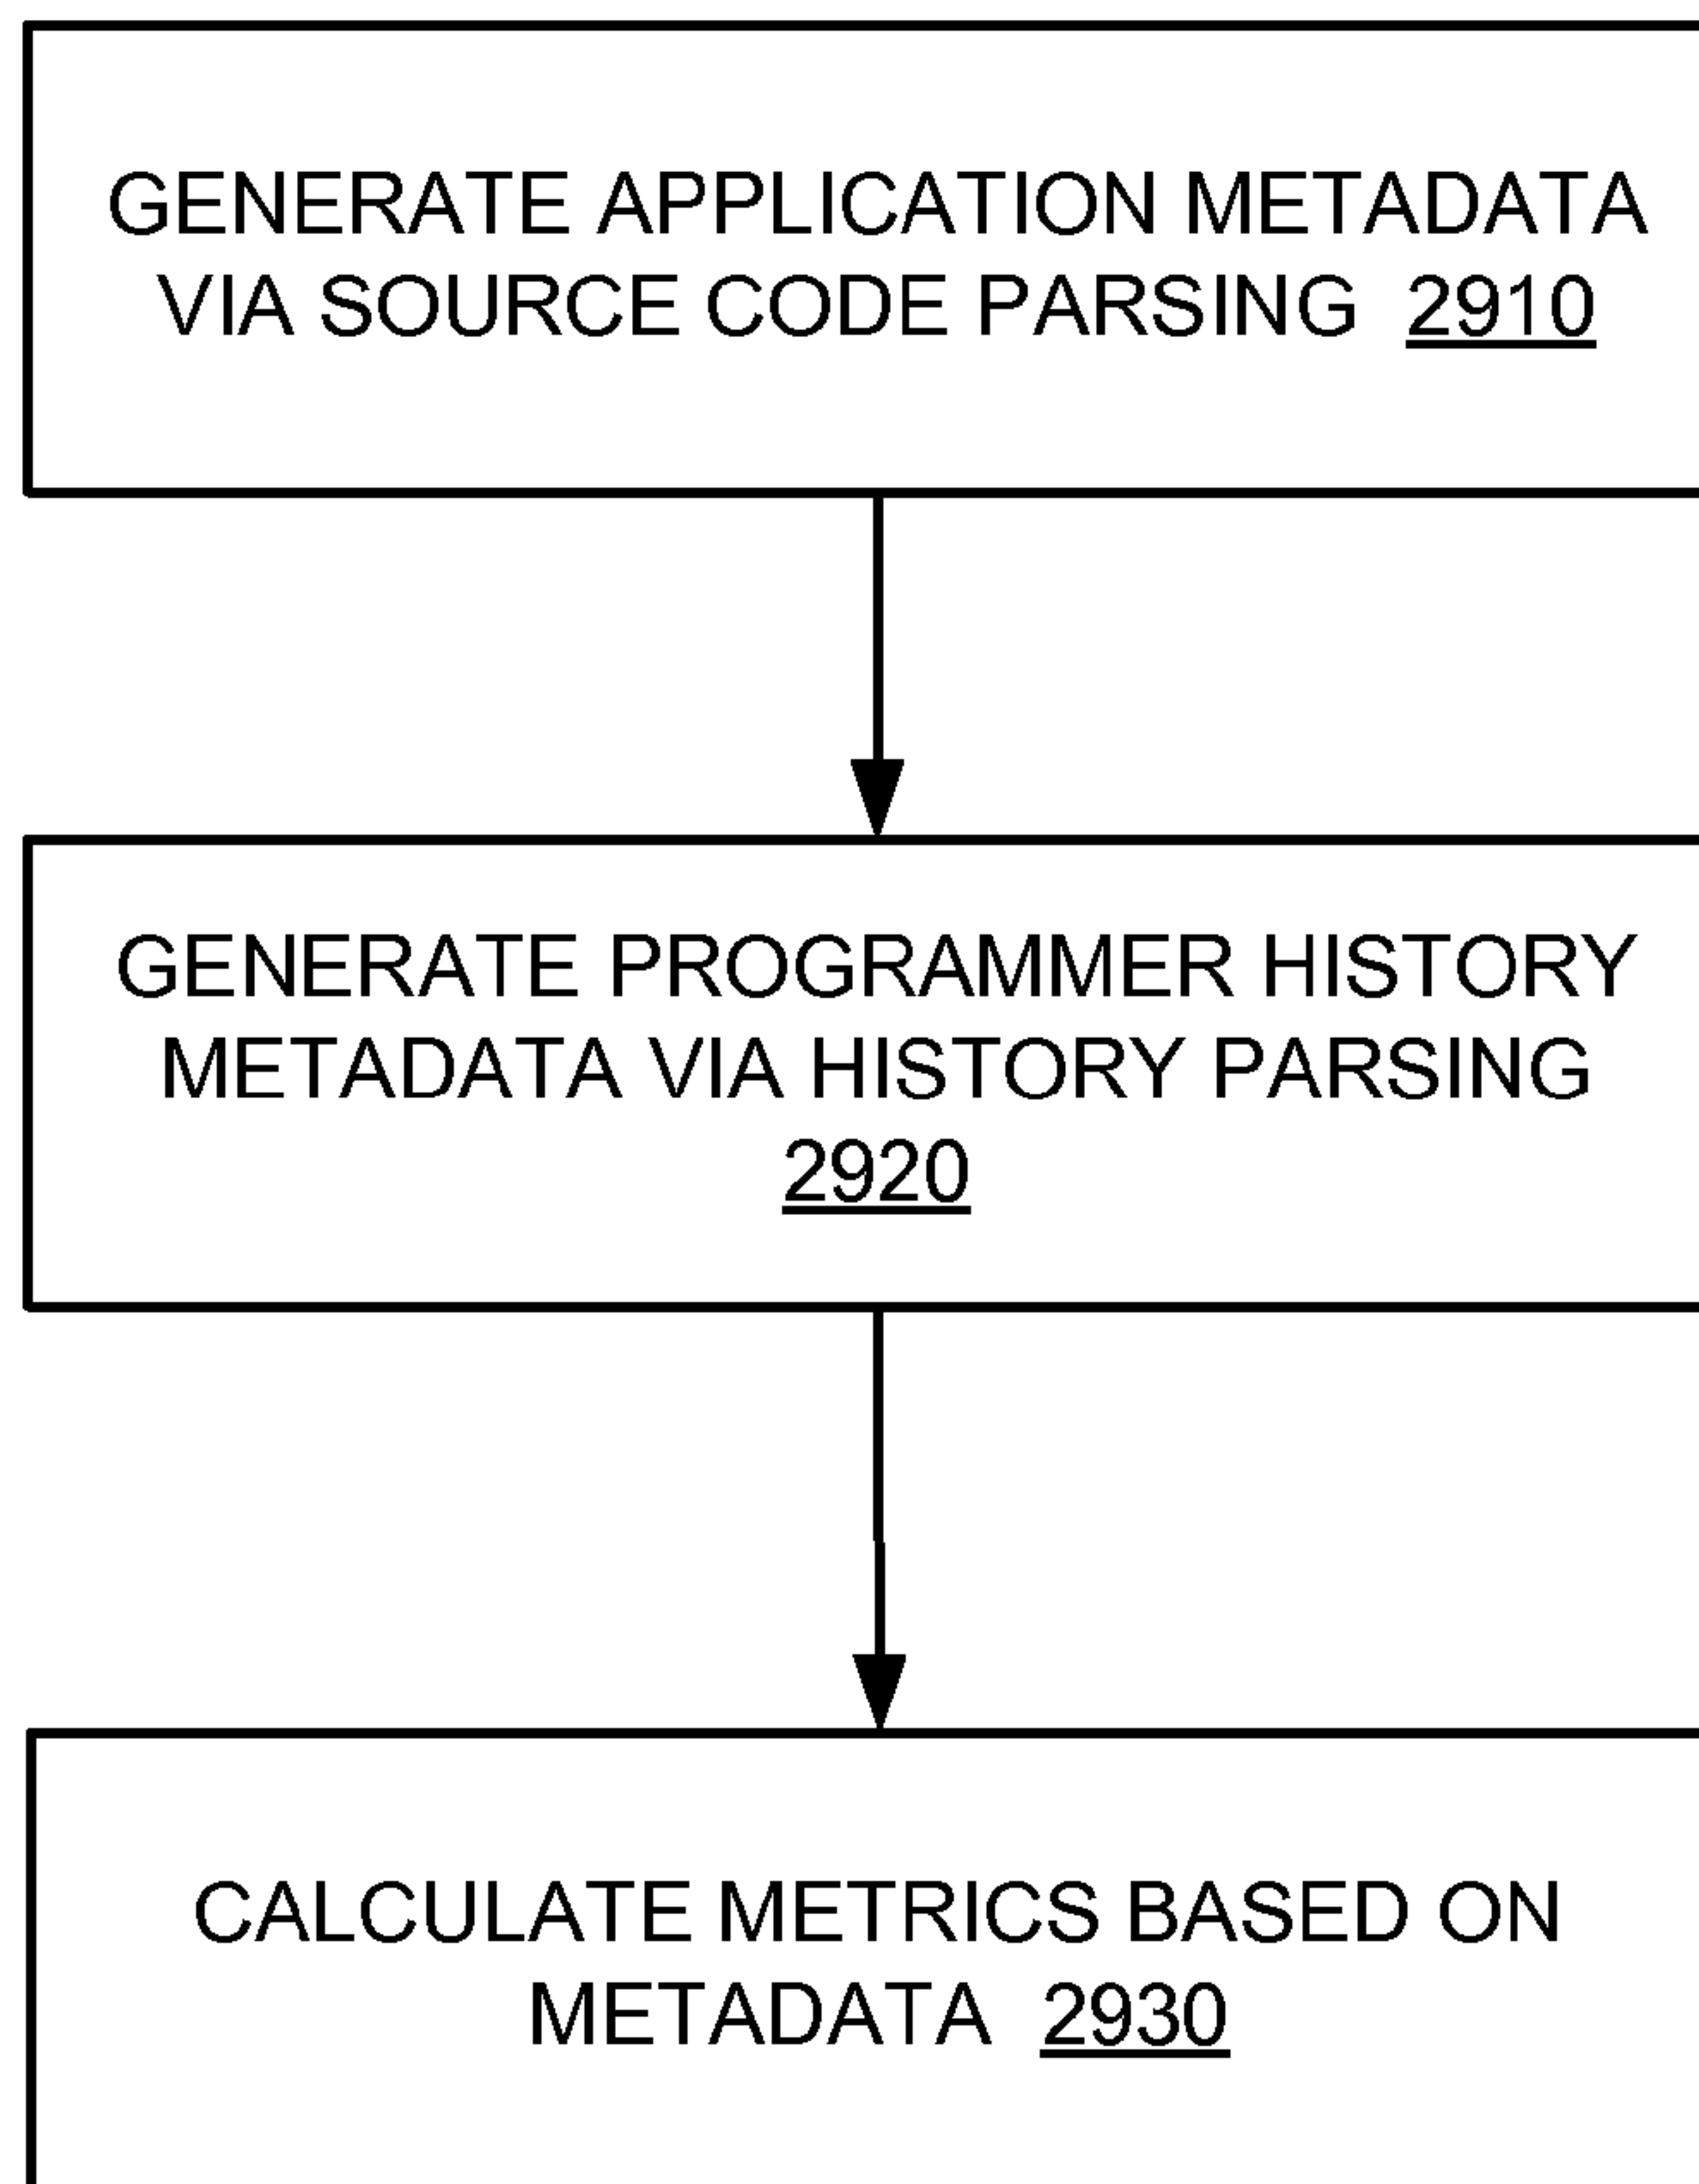 GENERATE APPLICATION METADATA
VIA SOURCE CODE PARSING 2910
GENERATE PROGRAMMER HISTORY
METADATA VIA HISTORY PARSING
2920
CALCULATE METRICS BASED ON
METADATA 2930